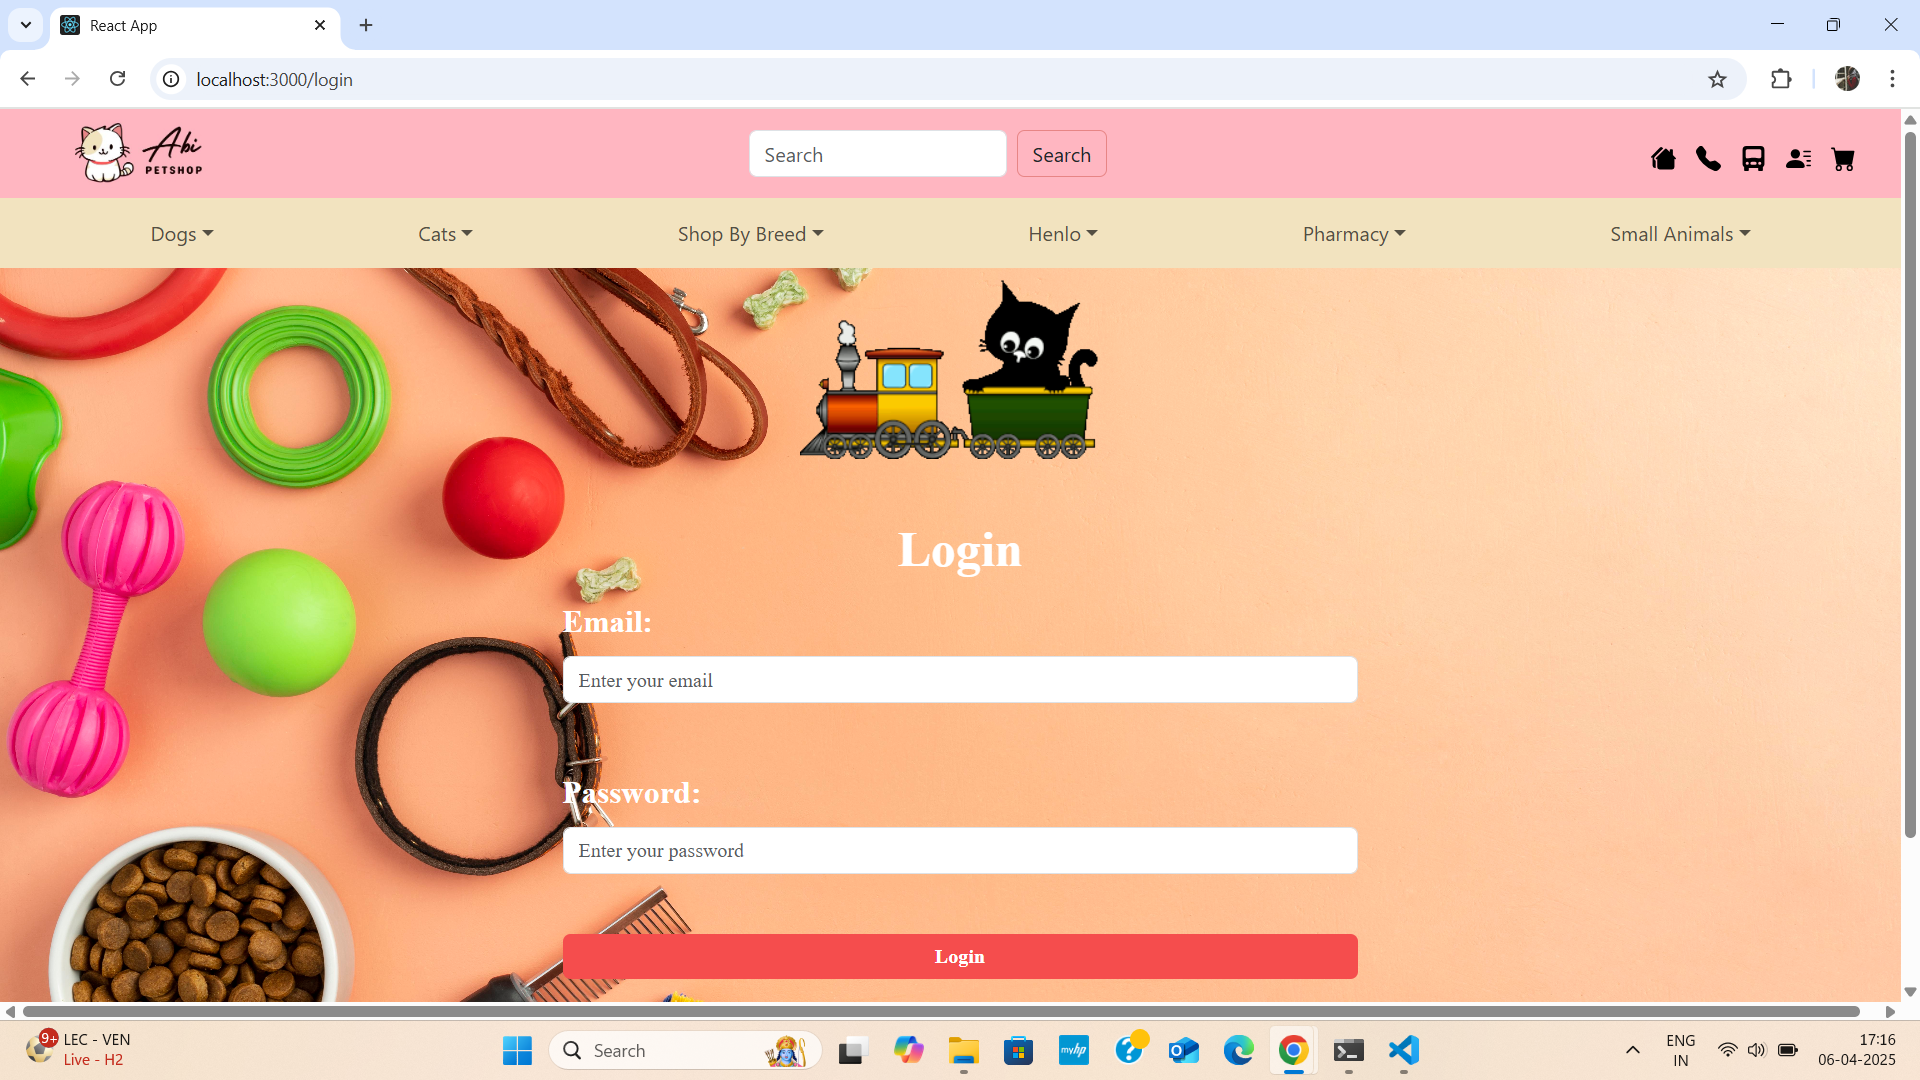 React App
localhost:3000/login
Abi
PETSHOP
Search
Search
Dogs
Cats
Shop By Breed
Henlo
Pharmacy
Small Animals
Login
Email:
Enter your email
Password:
Enter your password
Login
9+
LEC - VEN
Live - H2
Search
myhp
ENG
IN
17:16
06-04-2025